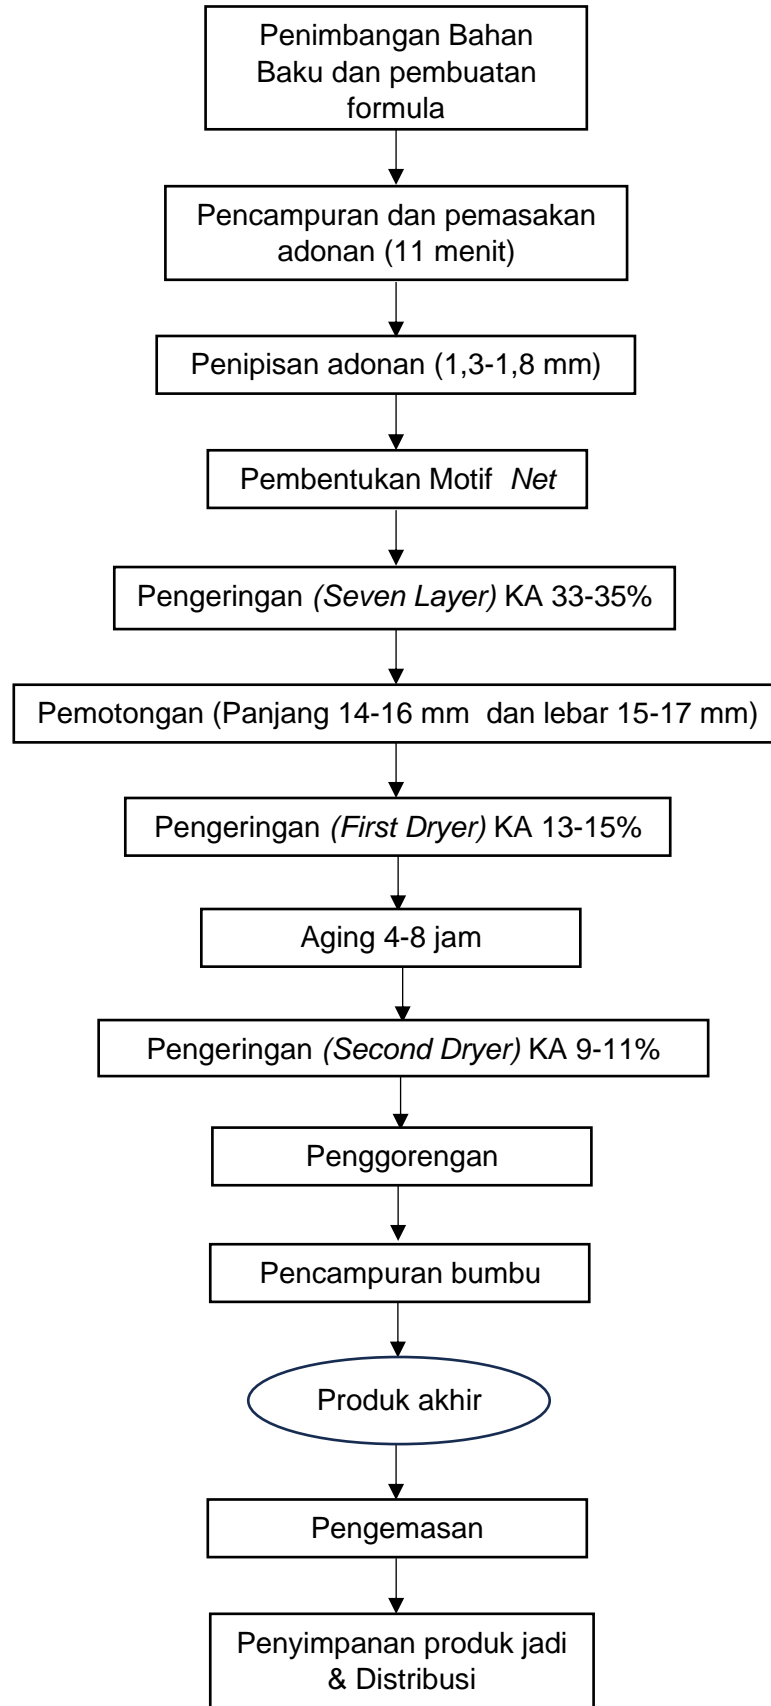 Penimbangan Bahan
Baku dan pembuatan
formula
Pencampuran dan pemasakan
adonan (11 menit)
Penipisan adonan (1,3-1,8 mm)
Pembentukan Motif Net
Pengeringan (Seven Layer) KA 33-35%
Pemotongan (Panjang 14-16 mm dan lebar 15-17 mm)
Pengeringan (First Dryer) KA 13-15%
Aging 4-8 jam
Pengeringan (Second Dryer) KA 9-11%
Penggorengan
Pencampuran bumbu
Produk akhir
Pengemasan
Penyimpanan produk jadi
& Distribusi